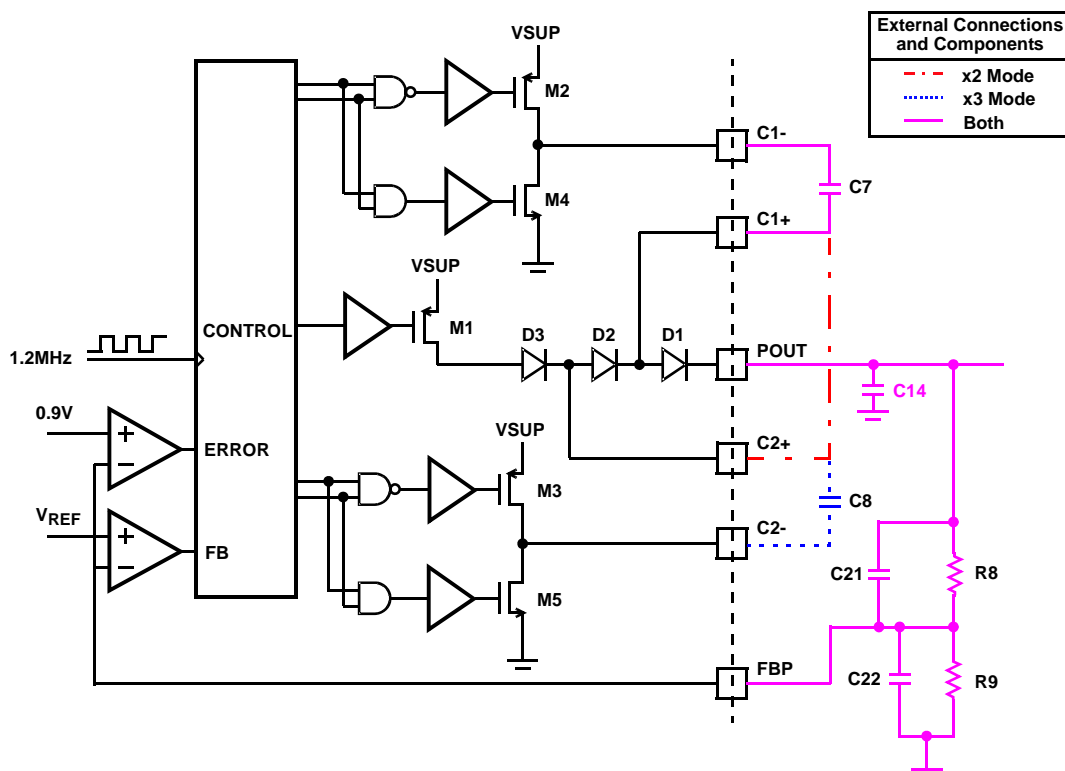 External Connections
and Components
x2 Mode
x3 Mode
Both
VSUP
M2
C1-
C7
M4
C1+
VSUP
CONTROL
M1
D3
D2
D1
POUT
1.2MHz
C14
0.9V
VSUP
C2+
ERROR
M3
C8
VREF
C2-
FB
C21
R8
M5
FBP
C22
R9